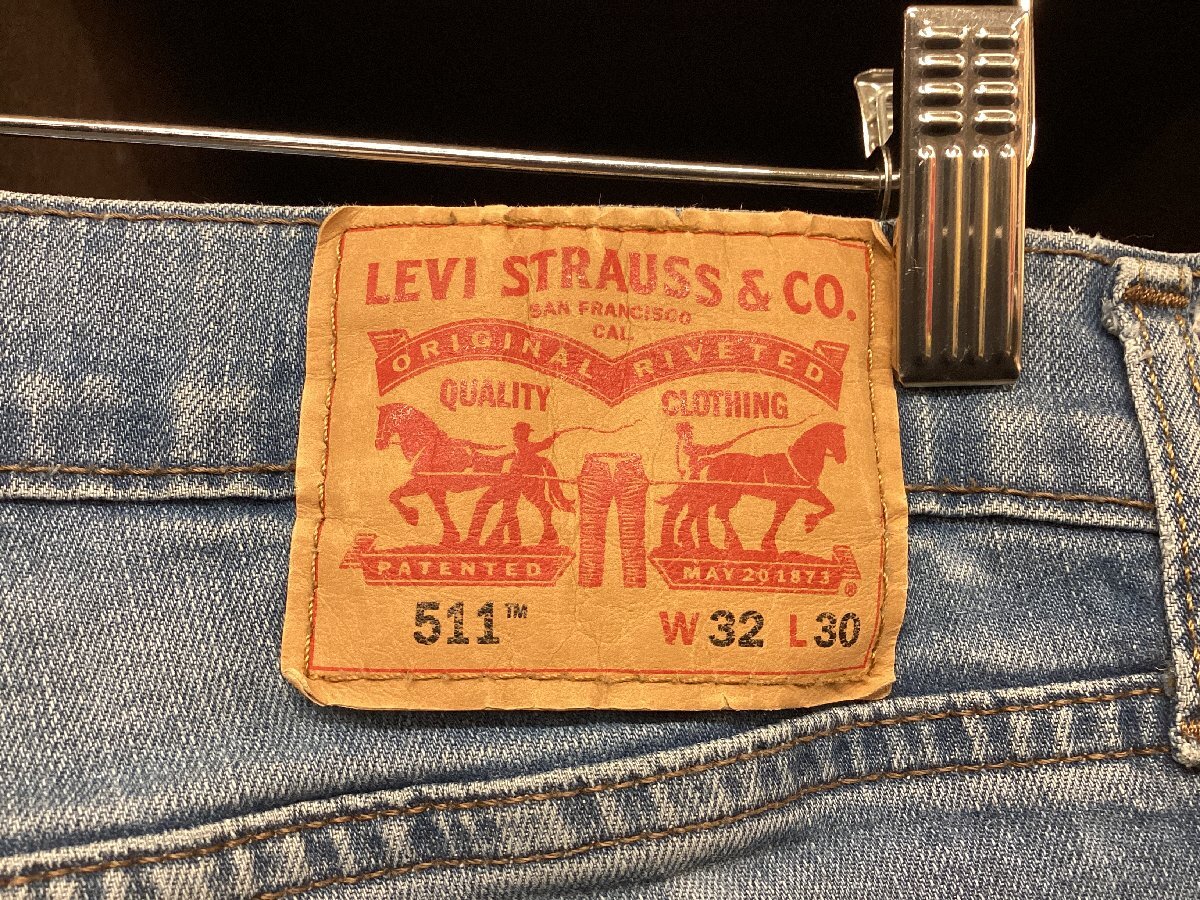 LEVI STRAUSS & CO.
SAN FRANCISCO
CAL.
ORIGINAL RIVETED
QUALITY CLOTHING
PATENTED MAY 20 1873 ®
511™ W 32 L 30